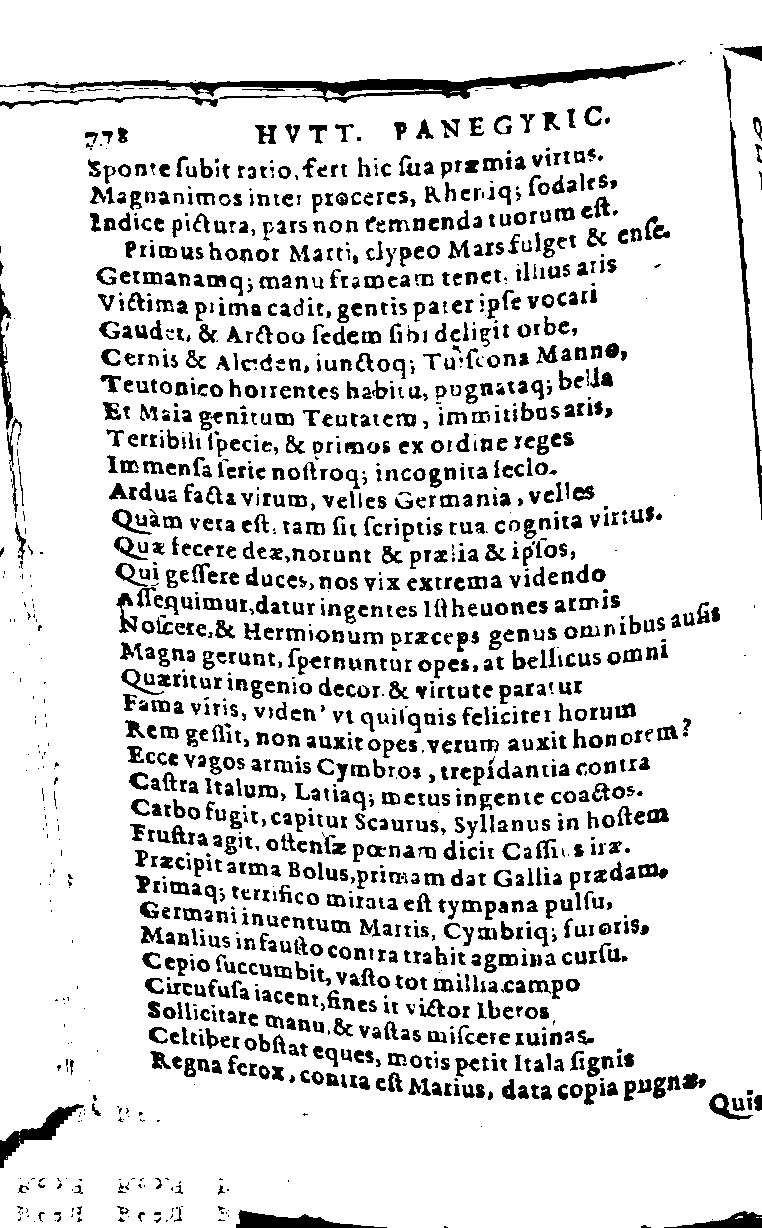 778 HVTT. PANEGYRIC.
Sponte ſubit ratio, fert hic ſua præmia virtus.
Magnanimos inter proceres, Rheniq; ſodales,
Indice pictura, pars non temnenda tuorum eſt.
Primus honor Marti, clypeo Mars fulget & enſe.
Germanamq; manu frameam tenet, illius aris
Victima prima cadit, gentis pater ipſe vocari
Gaudet, & Arctoo ſedem ſibi deligit orbe,
Cernis & Alciden, iunctoq; Tuiſcona Manno,
Teutonico horrentes habitu, pugnataq; bella
Et Maia genitum Teutatem, immitibus aris,
Terribili ſpecie, & primos ex ordine reges
Immenſa ſerie noſtroq; incognita ſeclo.
Ardua facta virum, velles Germania, velles
Quàm vera eſt, tam ſit ſcriptis tua cognita virtus.
Quæ fecere deæ, norunt & prælia & ipſos,
Qui geſſere duces, nos vix extrema videndo
Aſſequimur, datur ingentes Iſtheuones armis
Noſcere, & Hermionum præceps genus omnibus auſis
Magna gerunt, ſpernuntur opes, at bellicus omni
Quæritur ingenio decor & virtute paratur
Fama viris, viden' vt quiſquis feliciter horum
Rem geſſit, non auxit opes, verum auxit honorem?
Ecce vagos armis Cymbros, trepidantia contra
Caſtra Italum, Latiaq; metus ingente coactos.
Carbo fugit, capitur Scaurus, Syllanus in hoſtem
Fruſtra agit, offenſæ pœnam dicit Caſſius iræ.
Præcipit arma Bolus, primam dat Gallia prædam,
Primaq; terrifico mirata eſt tympana pulſu,
Germani inuentum Martis, Cymbriq; furoris,
Manlius infauſto contra trahit agmina curſu.
Cepio ſuccumbit, vaſto tot millia campo
Circufuſa iacent, fines it victor Iberos
Sollicitare manu, & vaſtas miſcere ruinas.
Celtiber obſtat eques, motis petit Itala ſignis
Regna ferox, contra eſt Marius, data copia pugnæ,
Quis